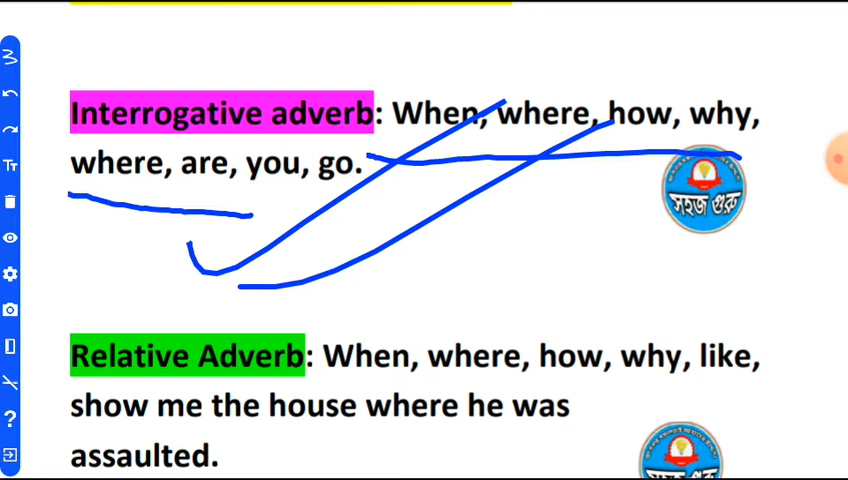 Interrogative adverb: When, where, how, why,
where, are, you, go.
সহজ গুরু
Relative Adverb: When, where, how, why, like,
show me the house where he was
assaulted.
সহজ গুরু